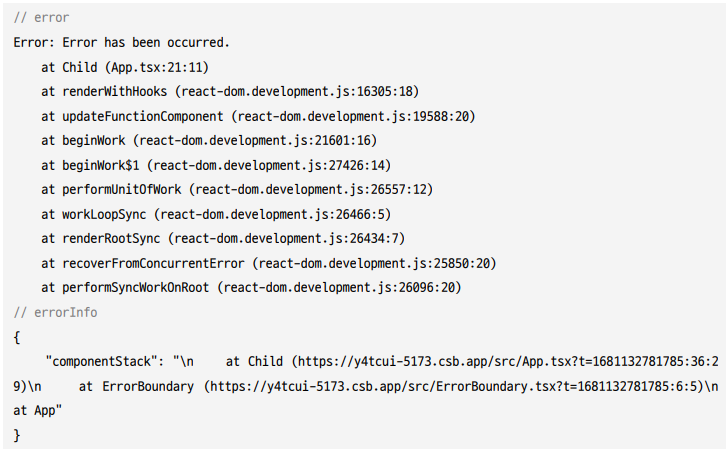 // error
Error: Error has been occurred.
    at Child (App.tsx:21:11)
    at renderWithHooks (react-dom.development.js:16305:18)
    at updateFunctionComponent (react-dom.development.js:19588:20)
    at beginWork (react-dom.development.js:21601:16)
    at beginWork$1 (react-dom.development.js:27426:14)
    at performUnitOfWork (react-dom.development.js:26557:12)
    at workLoopSync (react-dom.development.js:26466:5)
    at renderRootSync (react-dom.development.js:26434:7)
    at recoverFromConcurrentError (react-dom.development.js:25850:20)
    at performSyncWorkOnRoot (react-dom.development.js:26096:20)
// errorInfo
{
    "componentStack": "\n    at Child (https://y4tcui-5173.csb.app/src/App.tsx?t=1681132781785:36:2
9)\n    at ErrorBoundary (https://y4tcui-5173.csb.app/src/ErrorBoundary.tsx?t=1681132781785:6:5)\n
at App"
}